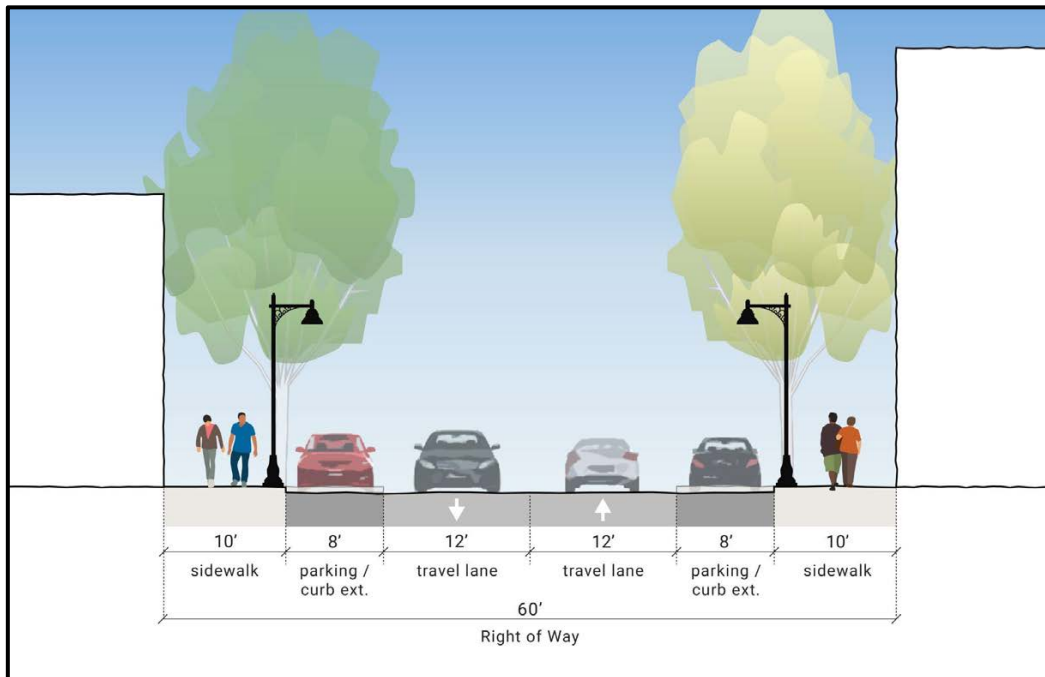 10’ 8’ 12’ 12’ 8’ 10’
sidewalk parking / travel lane travel lane parking / sidewalk
curb ext. curb ext.
60’
Right of Way